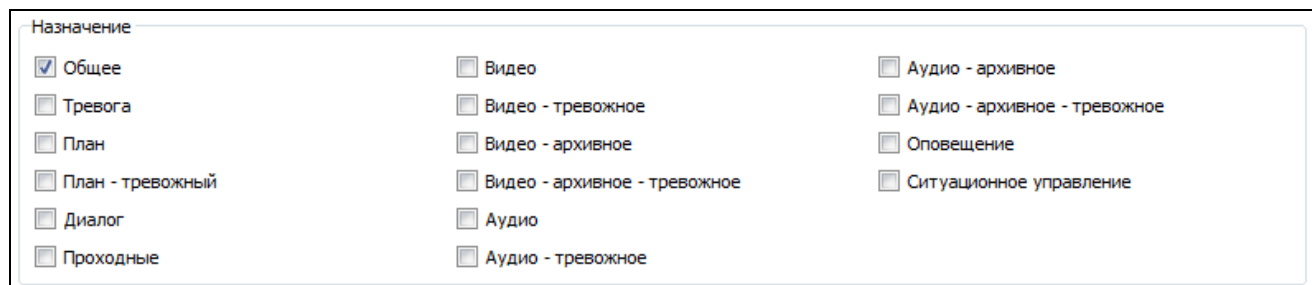 Назначение
Общее
Тревога
План
План - тревожный
Диалог
Проходные
Видео
Видео - тревожное
Видео - архивное
Видео - архивное - тревожное
Аудио
Аудио - тревожное
Аудио - архивное
Аудио - архивное - тревожное
Оповещение
Ситуационное управление